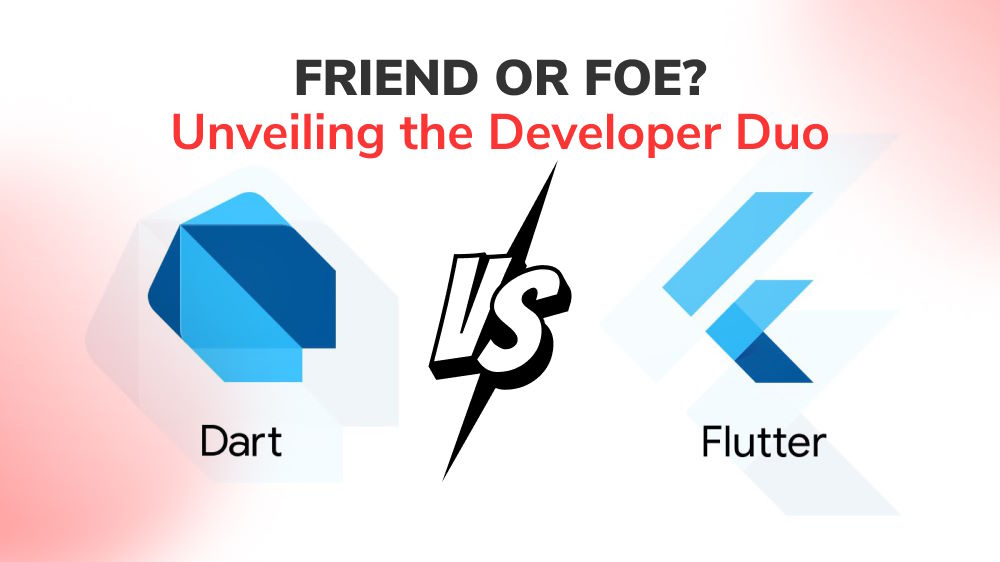 FRIEND OR FOE?
Unveiling the Developer Duo
VS
Dart
Flutter